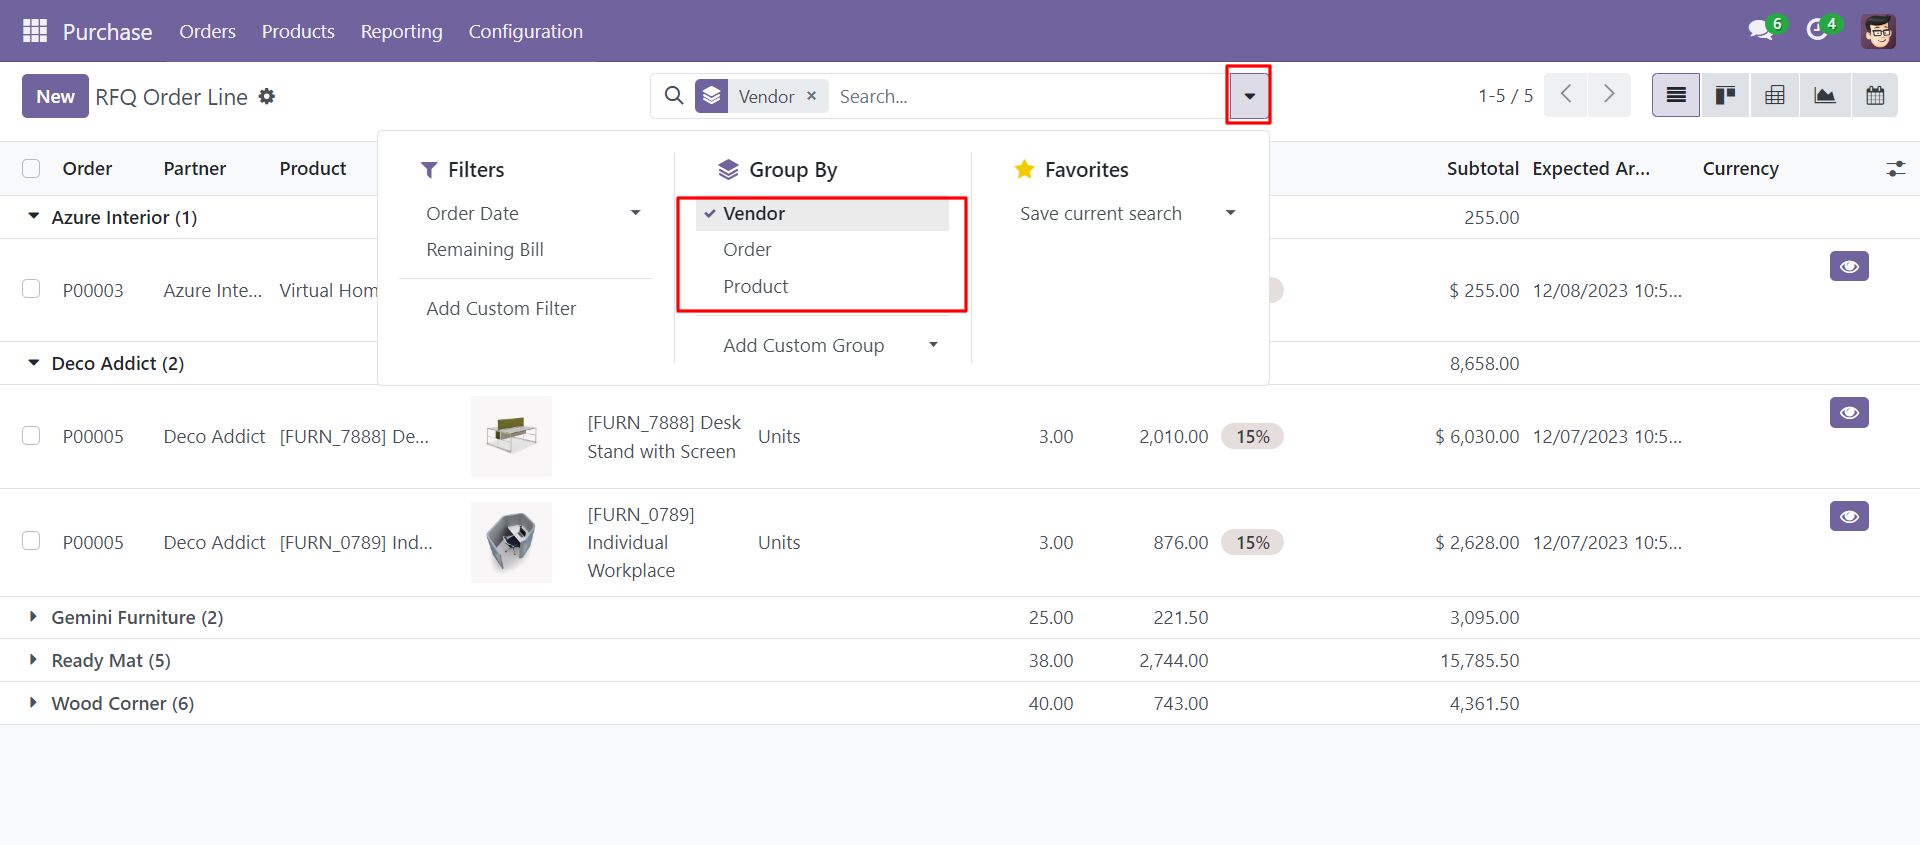 Purchase Orders Products Reporting Configuration 6 4
New RFQ Order Line Vendor × Search... 1-5 / 5
Filters Group By Favorites
Order Date Vendor Save current search
Remaining Bill Order
Product
Add Custom Filter
Add Custom Group
Order Partner Product Subtotal Expected Ar... Currency
Azure Interior (1) 255.00
P00003 Azure Inte... Virtual Hom $ 255.00 12/08/2023 10:5...
Deco Addict (2) 8,658.00
P00005 Deco Addict [FURN_7888] De... [FURN_7888] Desk Units 3.00 2,010.00 15% $ 6,030.00 12/07/2023 10:5...
Stand with Screen
[FURN_0789]
P00005 Deco Addict [FURN_0789] Ind... Individual Units 3.00 876.00 15% $ 2,628.00 12/07/2023 10:5...
Workplace
Gemini Furniture (2) 25.00 221.50 3,095.00
Ready Mat (5) 38.00 2,744.00 15,785.50
Wood Corner (6) 40.00 743.00 4,361.50